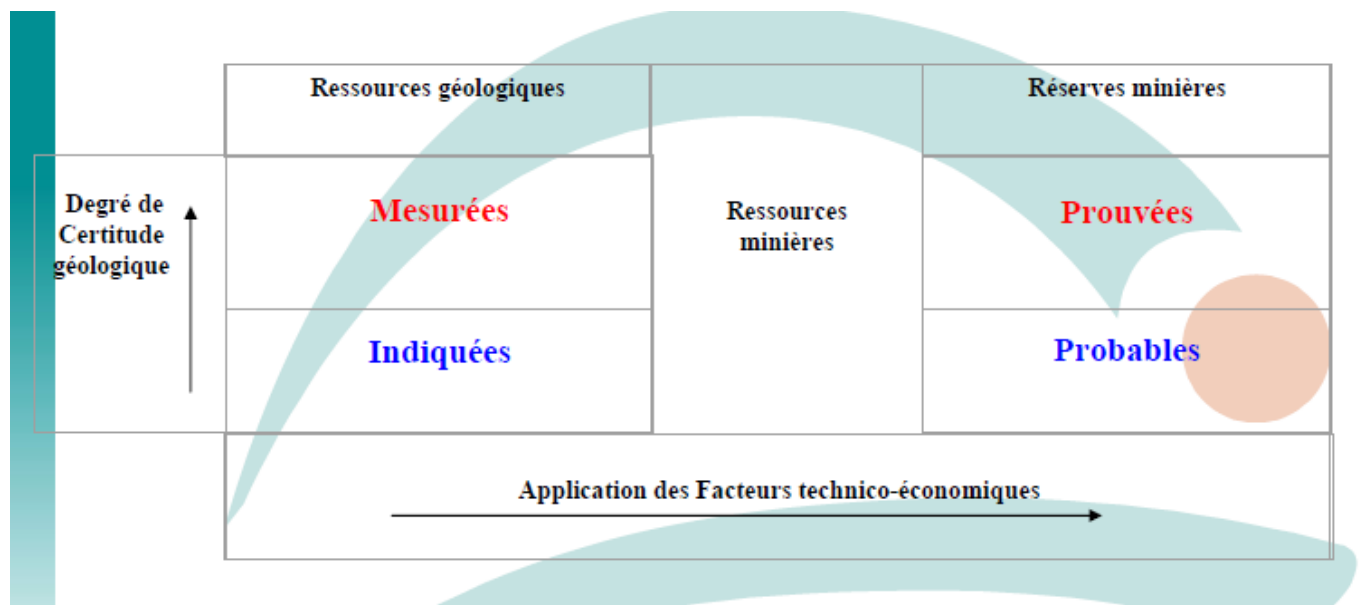 Ressources géologiques
Réserves minières
Degré de
Certitude
géologique
Mesurées
Ressources
minières
Prouvées
Indiquées
Probables
Application des Facteurs technico-économiques